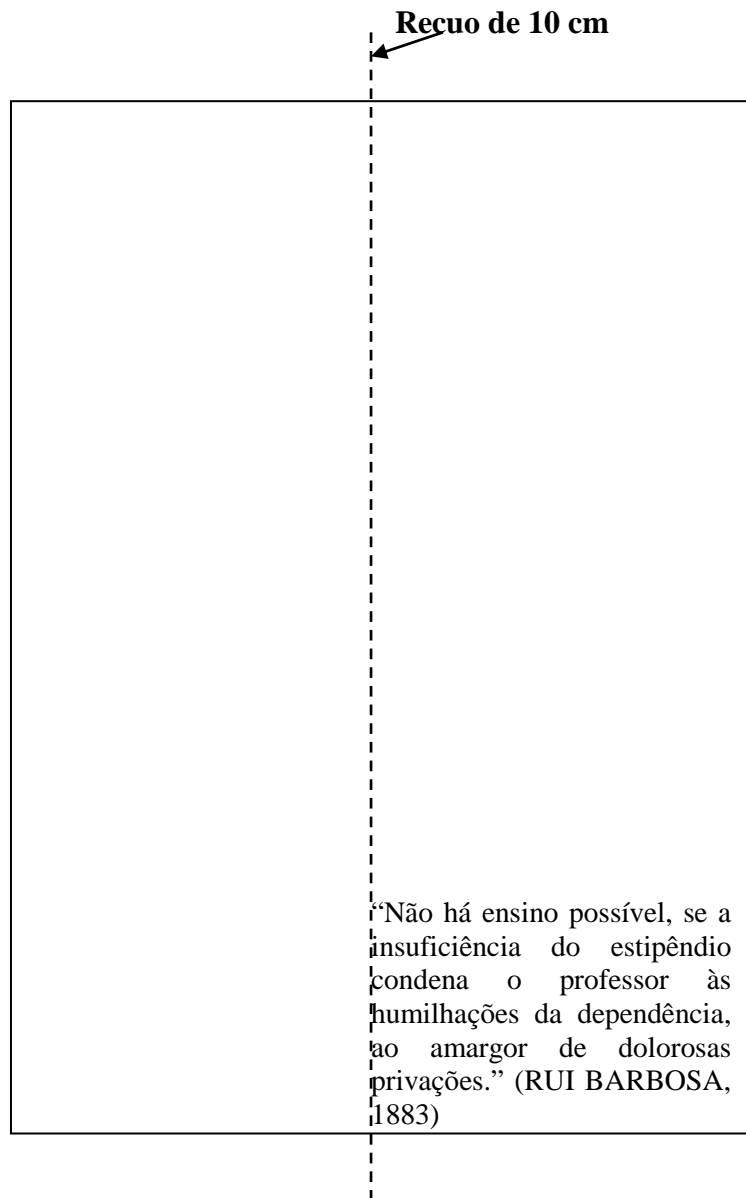 Recuo de 10 cm
“Não há ensino possível, se a
insuficiência do estipêndio
condena o professor às
humilhações da dependência,
ao amargor de dolorosas
privações.” (RUI BARBOSA,
1883)